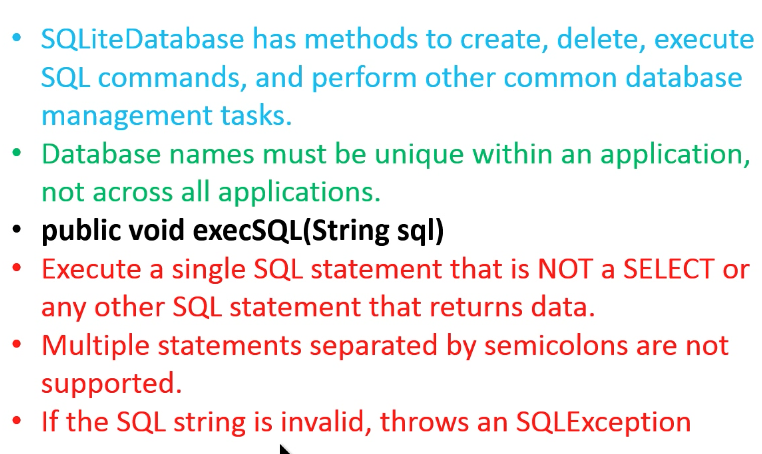 • SQLiteDatabase has methods to create, delete, execute
SQL commands, and perform other common database
management tasks.
• Database names must be unique within an application,
not across all applications.
• public void execSQL(String sql)
• Execute a single SQL statement that is NOT a SELECT or
any other SQL statement that returns data.
• Multiple statements separated by semicolons are not
supported.
• If the SQL string is invalid, throws an SQLException